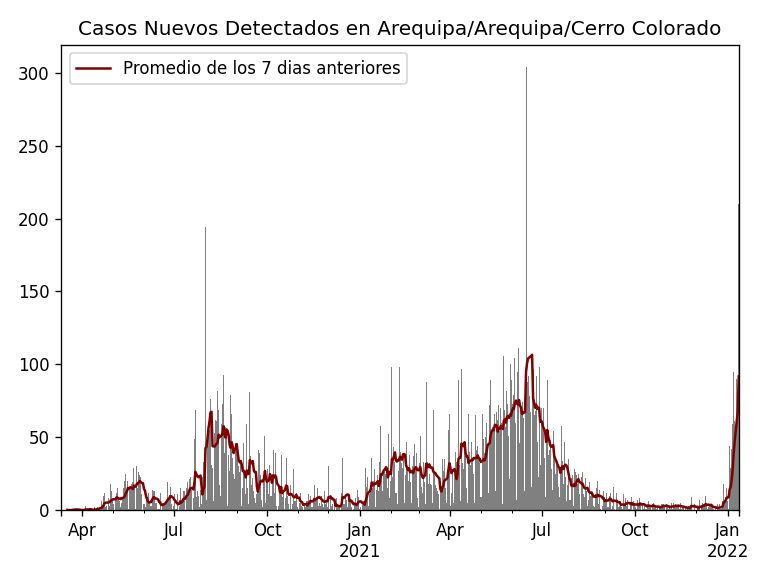 Casos Nuevos Detectados en Arequipa/Arequipa/Cerro Colorado
Promedio de los 7 dias anteriores
300
250
200
150
100
50
0
Apr Jul Oct Jan Apr Jul Oct Jan
2021 2022